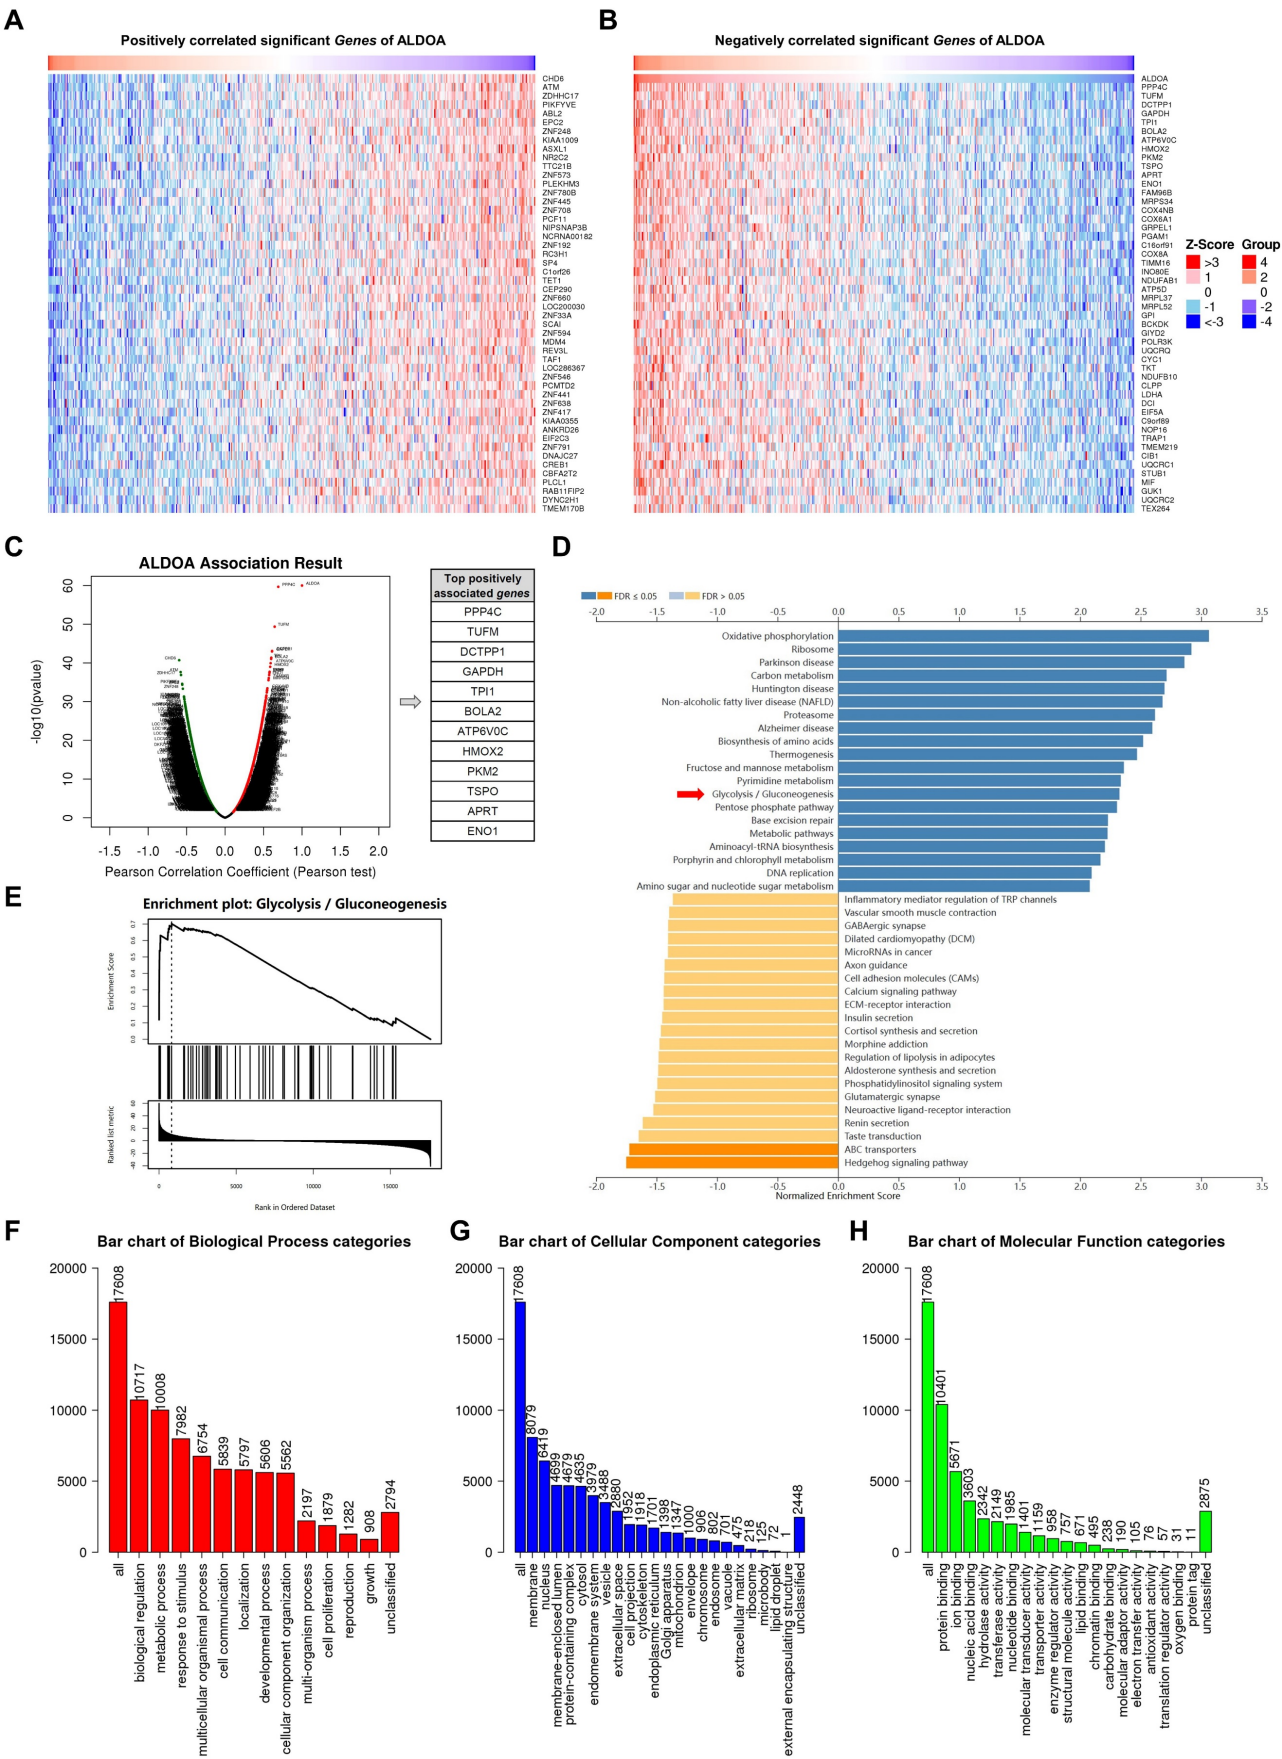 A
Positively correlated significant Genes of ALDOA
CHD6
ATM
ZDHHC17
PIKFYVE
ABL2
EPC2
ZNF248
KIAA1009
ASXL1
NR2C2
TTC21B
ZNF573
PLEKHM3
ZNF780B
ZNF445
ZNF708
PCF11
NIPSNAP3B
NCRNA00182
ZNF192
RC3H1
SP4
C1orf26
TET1
CEP290
ZNF660
LOC200030
ZNF33A
SCAI
ZNF594
MDM4
REV3L
TAF1
LOC286367
ZNF546
PCMTD2
ZNF441
ZNF638
ZNF417
KIAA0355
ANKRD26
EIF2C3
ZNF791
DNAJC27
CREB1
CBFA2T2
PLCL1
RAB11FIP2
DYNC2H1
TMEM170B
B
Negatively correlated significant Genes of ALDOA
ALDOA
PPP4C
TUFM
DCTPP1
GAPDH
TPI1
BOLA2
ATP6V0C
HMOX2
PKM2
TSPO
APRT
ENO1
FAM96B
MRPS34
COX4NB
COX6A1
GRPEL1
PGAM1
C16orf91
COX8A
TIMM16
INO80E
NDUFAB1
ATP5D
MRPL37
MRPL52
GPI
BCKDK
GIYD2
POLR3K
UQCRQ
CYC1
TKT
NDUFB10
CLPP
LDHA
DCI
EIF5A
C9orf89
NOP16
TRAP1
TMEM219
CIB1
UQCRC1
STUB1
MIF
GUK1
UQCRC2
TEX264
Z-Score Group
>3 4
1 2
0 0
-1 -2
<-3 -4
C
ALDOA Association Result
60
50
40
30
20
10
0
-log10(pvalue)
PPP4C
ALDOA
TUFM
CHD6
ATM
-1.5 -1.0 -0.5 0.0 0.5 1.0 1.5 2.0
Pearson Correlation Coefficient (Pearson test)
Top positively
associated genes
PPP4C
TUFM
DCTPP1
GAPDH
TPI1
BOLA2
ATP6V0C
HMOX2
PKM2
TSPO
APRT
ENO1
D
FDR ≤ 0.05 FDR > 0.05
-2.0 -1.5 -1.0 -0.5 0.0 0.5 1.0 1.5 2.0 2.5 3.0 3.5
Oxidative phosphorylation
Ribosome
Parkinson disease
Carbon metabolism
Huntington disease
Non-alcoholic fatty liver disease (NAFLD)
Proteasome
Alzheimer disease
Biosynthesis of amino acids
Thermogenesis
Fructose and mannose metabolism
Pyrimidine metabolism
Glycolysis / Gluconeogenesis
Pentose phosphate pathway
Base excision repair
Metabolic pathways
Aminoacyl-tRNA biosynthesis
Porphyrin and chlorophyll metabolism
DNA replication
Amino sugar and nucleotide sugar metabolism
Inflammatory mediator regulation of TRP channels
Vascular smooth muscle contraction
GABAergic synapse
Dilated cardiomyopathy (DCM)
MicroRNAs in cancer
Axon guidance
Cell adhesion molecules (CAMs)
Calcium signaling pathway
ECM-receptor interaction
Insulin secretion
Cortisol synthesis and secretion
Morphine addiction
Regulation of lipolysis in adipocytes
Aldosterone synthesis and secretion
Phosphatidylinositol signaling system
Glutamatergic synapse
Neuroactive ligand-receptor interaction
Renin secretion
Taste transduction
ABC transporters
Hedgehog signaling pathway
-2.0 -1.5 -1.0 -0.5 0.0 0.5 1.0 1.5 2.0 2.5 3.0 3.5
Normalized Enrichment Score
E
Enrichment plot: Glycolysis / Gluconeogenesis
Enrichment Score
0.7
0.6
0.5
0.4
0.3
0.2
0.1
0.0
Ranked list metric
60
40
20
0
-20
-40
0 5000 10000 15000
Rank in Ordered Dataset
F
Bar chart of Biological Process categories
20000
15000
10000
5000
0
17608
10717
10008
7982
6754
5839
5797
5606
5562
2197
1879
1282
908
2794
all
biological regulation
metabolic process
response to stimulus
multicellular organismal process
cell communication
localization
developmental process
cellular component organization
multi-organism process
cell proliferation
reproduction
growth
unclassified
G
Bar chart of Cellular Component categories
20000
15000
10000
5000
0
17608
8079
6419
4699
4679
4635
3979
3488
2880
1952
1918
1701
1398
1347
1000
906
802
701
475
218
125
72
1
2448
all
membrane
nucleus
membrane-enclosed lumen
protein-containing complex
cytosol
endomembrane system
vesicle
extracellular space
cell projection
cytoskeleton
endoplasmic reticulum
Golgi apparatus
mitochondrion
envelope
chromosome
endosome
vacuole
extracellular matrix
ribosome
microbody
lipid droplet
external encapsulating structure
unclassified
H
Bar chart of Molecular Function categories
20000
15000
10000
5000
0
17608
10401
5671
3603
2342
2149
1985
1401
1159
958
757
671
495
238
190
105
76
57
31
11
2875
all
protein binding
ion binding
nucleic acid binding
hydrolase activity
transferase activity
nucleotide binding
molecular transducer activity
transporter activity
enzyme regulator activity
structural molecule activity
lipid binding
chromatin binding
carbohydrate binding
molecular adaptor activity
electron transfer activity
antioxidant activity
translation regulator activity
oxygen binding
protein tag
unclassified